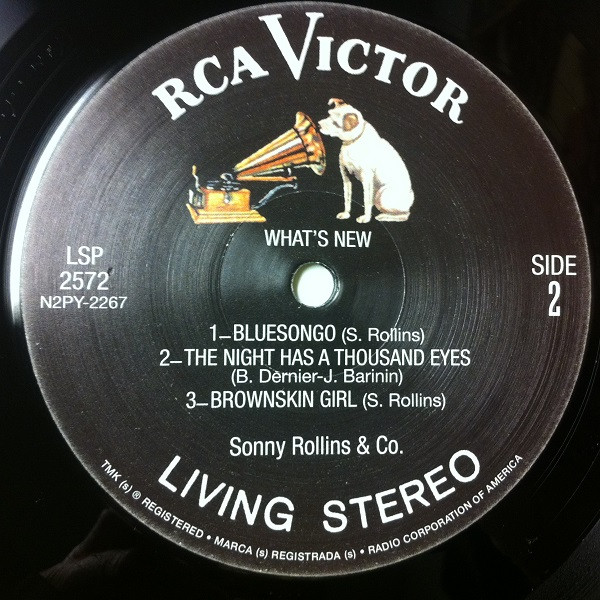 RCA VICTOR
WHAT'S NEW
LSP
2572
N2PY-2267
SIDE
2
1–BLUESONGO (S. Rollins)
2–THE NIGHT HAS A THOUSAND EYES
(B. Dernier-J. Barinin)
3–BROWNSKIN GIRL (S. Rollins)
Sonny Rollins & Co.
LIVING STEREO
TMK (s) ® REGISTERED • MARCA (s) REGISTRADA (s) • RADIO CORPORATION OF AMERICA